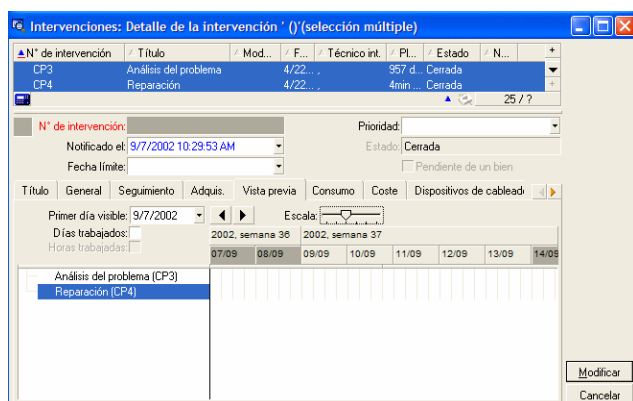 Intervenciones: Detalle de la intervención ' ()'(selección múltiple)
N° de intervención Título Mod... F... Técnico int. Pl... Estado N... +
CP3 Análisis del problema 4/22... , 957 d... Cerrada
CP4 Reparación 4/22... , 4min ... Cerrada +
25 / ?
N° de intervención: Prioridad:
Notificado el: 9/7/2002 10:29:53 AM Estado: Cerrada
Fecha límite: Pendiente de un bien
Título General Seguimiento Adquis. Vista previa Consumo Coste Dispositivos de cablead
Primer día visible: 9/7/2002 Escala:
Días trabajados: 2002, semana 36 2002, semana 37
Horas trabajadas: 07/09 08/09 09/09 10/09 11/09 12/09 13/09 14/09
Análisis del problema (CP3)
Reparación (CP4)
Modificar
Cancelar